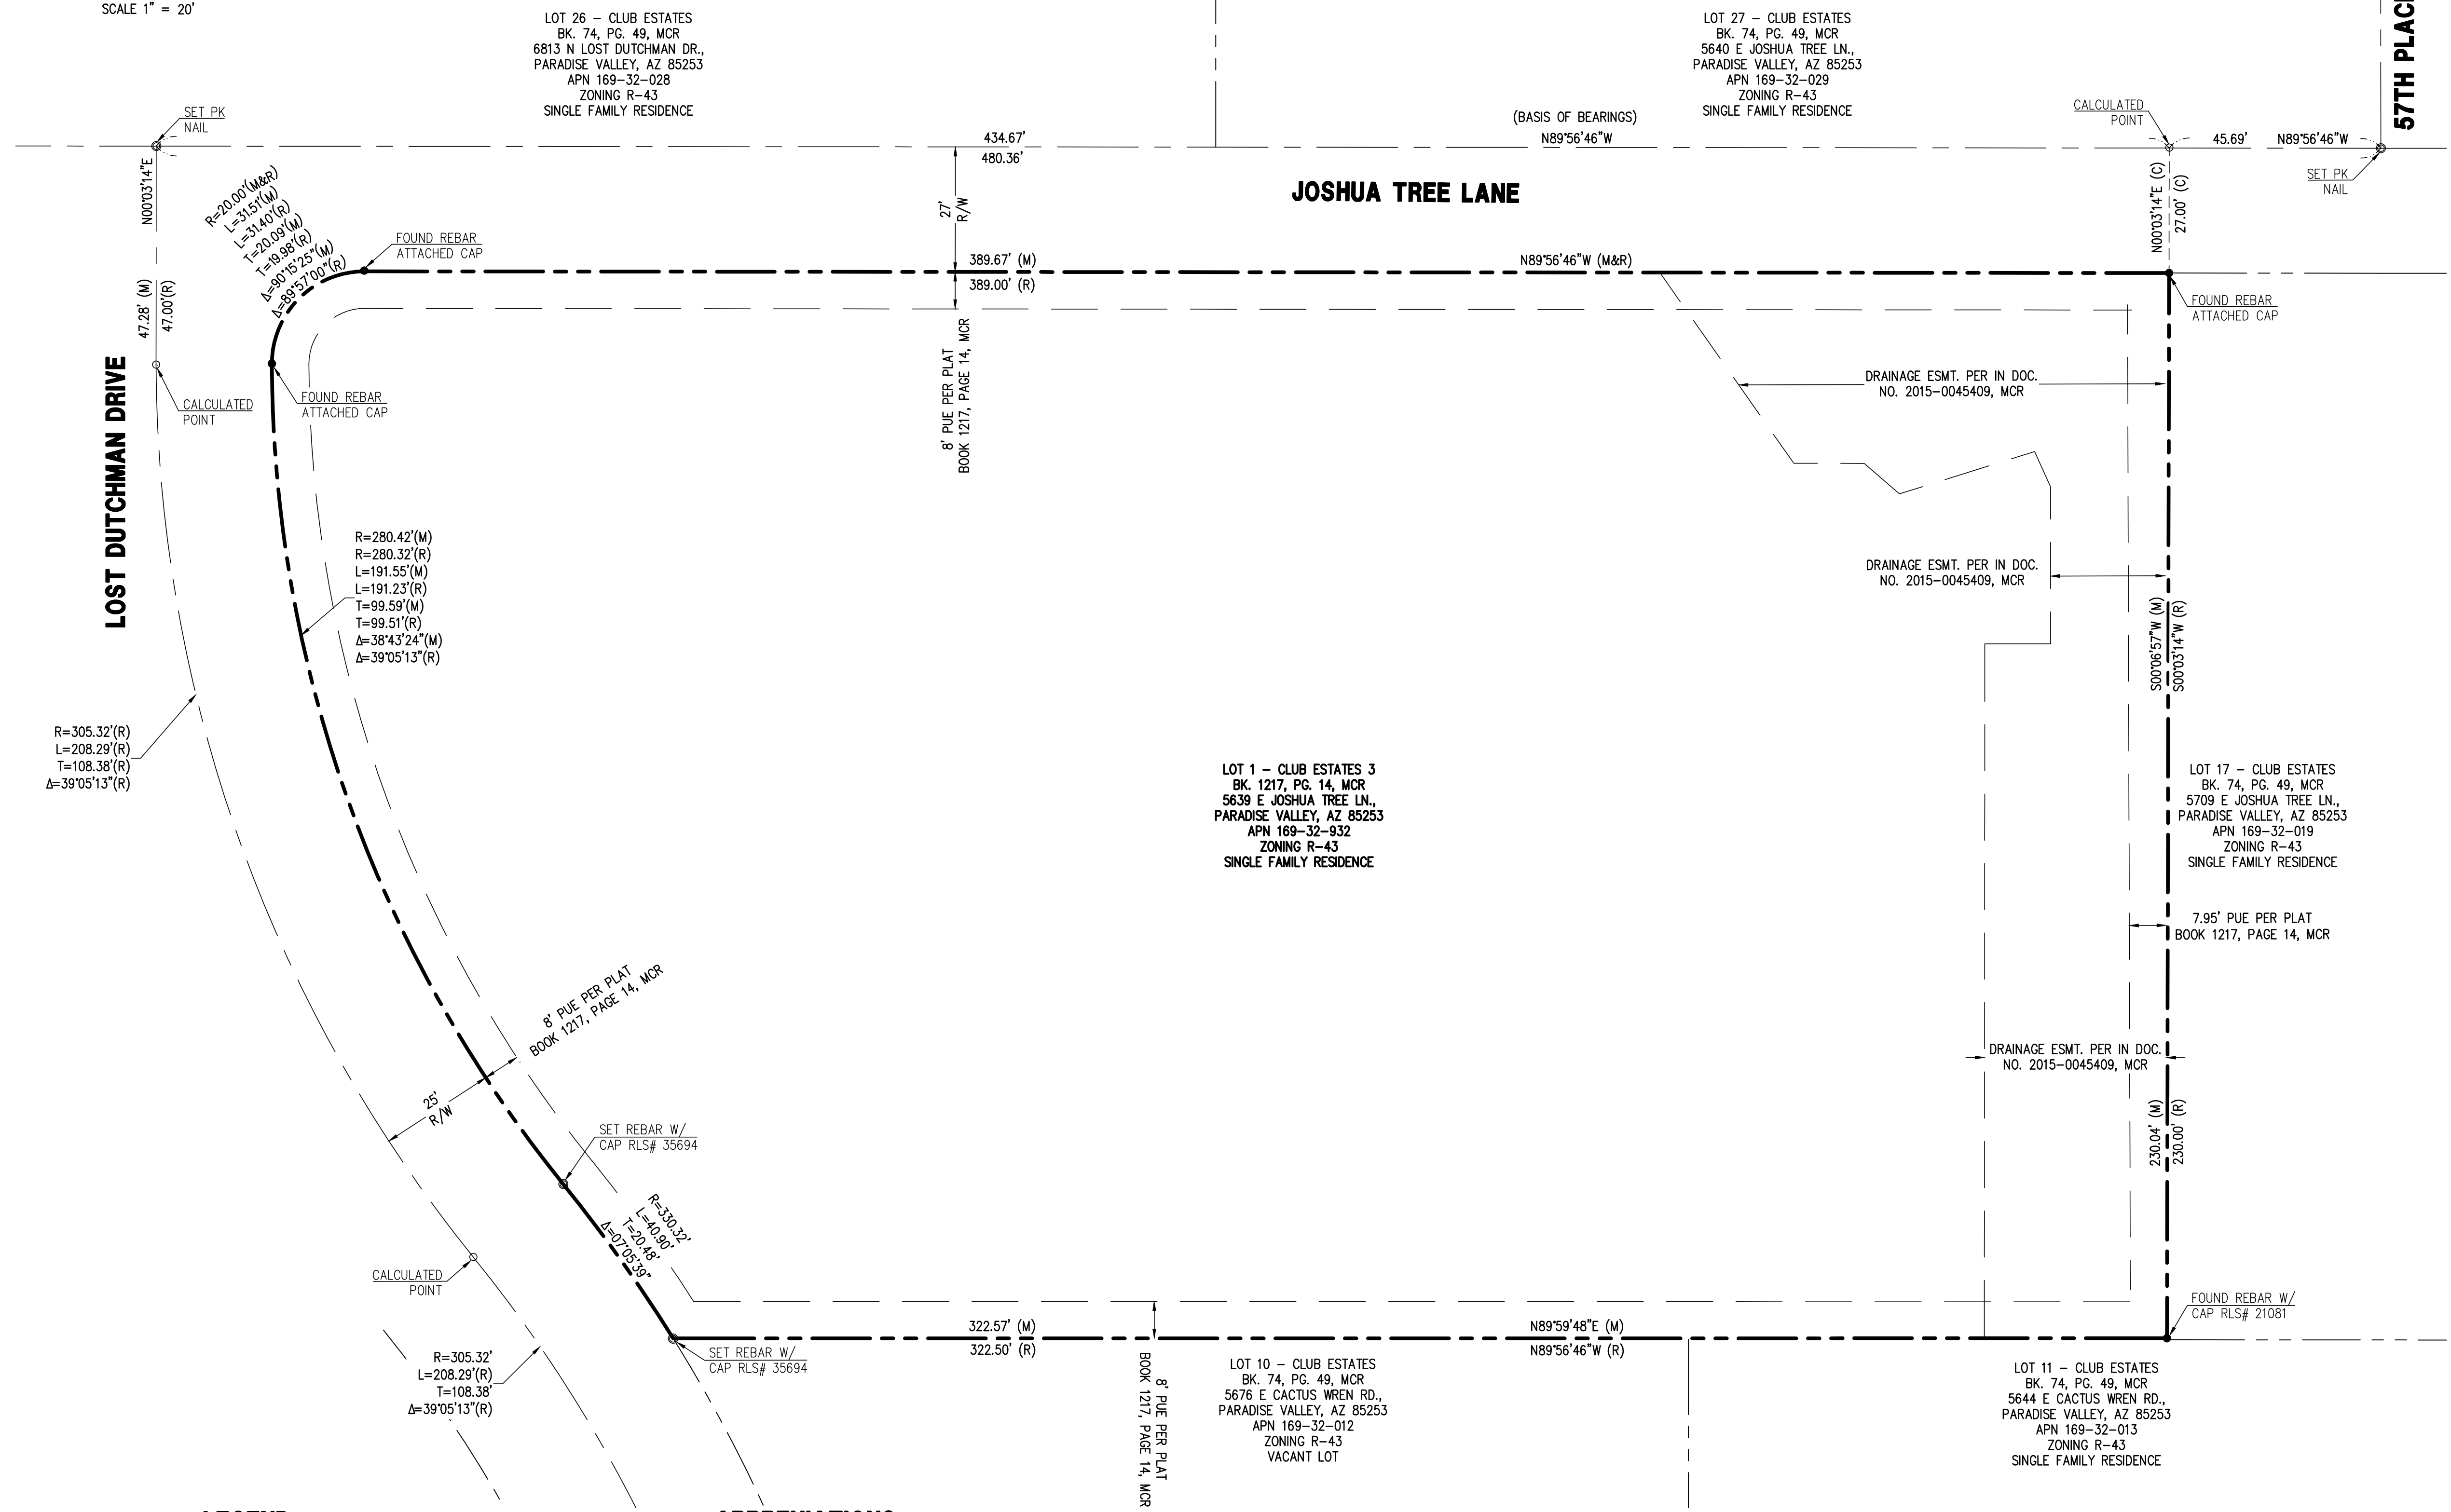 SCALE 1" = 20'
LOT 26 – CLUB ESTATES
BK. 74, PG. 49, MCR
6813 N LOST DUTCHMAN DR.,
PARADISE VALLEY, AZ 85253
APN 169-32-028
ZONING R-43
SINGLE FAMILY RESIDENCE
LOT 27 – CLUB ESTATES
BK. 74, PG. 49, MCR
5640 E JOSHUA TREE LN.,
PARADISE VALLEY, AZ 85253
APN 169-32-029
ZONING R-43
SINGLE FAMILY RESIDENCE
57TH PLAC
SET PK
NAIL
(BASIS OF BEARINGS)
N89°56'46"W
434.67'
480.36'
CALCULATED
POINT
45.69'
N89°56'46"W
SET PK
NAIL
JOSHUA TREE LANE
27'
R/W
N00°03'14"E
47.28' (M)
47.00'(R)
R=20.00'(M&R)
L=31.51'(M)
L=31.40'(R)
T=20.09'(M)
T=19.98'(R)
Δ=90°15'25"(M)
Δ=89°57'00"(R)
FOUND REBAR
ATTACHED CAP
389.67' (M)
389.00' (R)
N89°56'46"W (M&R)
N00°03'14"E (C)
27.00' (C)
FOUND REBAR
ATTACHED CAP
8' PUE PER PLAT
BOOK 1217, PAGE 14, MCR
LOST DUTCHMAN DRIVE
CALCULATED
POINT
FOUND REBAR
ATTACHED CAP
DRAINAGE ESMT. PER IN DOC.
NO. 2015-0045409, MCR
R=280.42'(M)
R=280.32'(R)
L=191.55'(M)
L=191.23'(R)
T=99.59'(M)
T=99.51'(R)
Δ=38°43'24"(M)
Δ=39°05'13"(R)
DRAINAGE ESMT. PER IN DOC.
NO. 2015-0045409, MCR
S00°06'57"W (M)
S00°03'14"W (R)
R=305.32'(R)
L=208.29'(R)
T=108.38'(R)
Δ=39°05'13"(R)
LOT 1 – CLUB ESTATES 3
BK. 1217, PG. 14, MCR
5639 E JOSHUA TREE LN.,
PARADISE VALLEY, AZ 85253
APN 169-32-932
ZONING R-43
SINGLE FAMILY RESIDENCE
LOT 17 – CLUB ESTATES
BK. 74, PG. 49, MCR
5709 E JOSHUA TREE LN.,
PARADISE VALLEY, AZ 85253
APN 169-32-019
ZONING R-43
SINGLE FAMILY RESIDENCE
7.95' PUE PER PLAT
BOOK 1217, PAGE 14, MCR
8' PUE PER PLAT
BOOK 1217, PAGE 14, MCR
25'
R/W
DRAINAGE ESMT. PER IN DOC.
NO. 2015-0045409, MCR
230.04' (M)
230.00' (R)
SET REBAR W/
CAP RLS# 35694
R=330.32'
L=40.90'
T=20.48'
Δ=07°05'39"
CALCULATED
POINT
FOUND REBAR W/
CAP RLS# 21081
322.57' (M)
322.50' (R)
N89°59'48"E (M)
N89°56'46"W (R)
SET REBAR W/
CAP RLS# 35694
R=305.32'
L=208.29'(R)
T=108.38'
Δ=39°05'13"(R)
8' PUE PER PLAT
BOOK 1217, PAGE 14, MCR
LOT 10 – CLUB ESTATES
BK. 74, PG. 49, MCR
5676 E CACTUS WREN RD.,
PARADISE VALLEY, AZ 85253
APN 169-32-012
ZONING R-43
VACANT LOT
LOT 11 – CLUB ESTATES
BK. 74, PG. 49, MCR
5644 E CACTUS WREN RD.,
PARADISE VALLEY, AZ 85253
APN 169-32-013
ZONING R-43
SINGLE FAMILY RESIDENCE